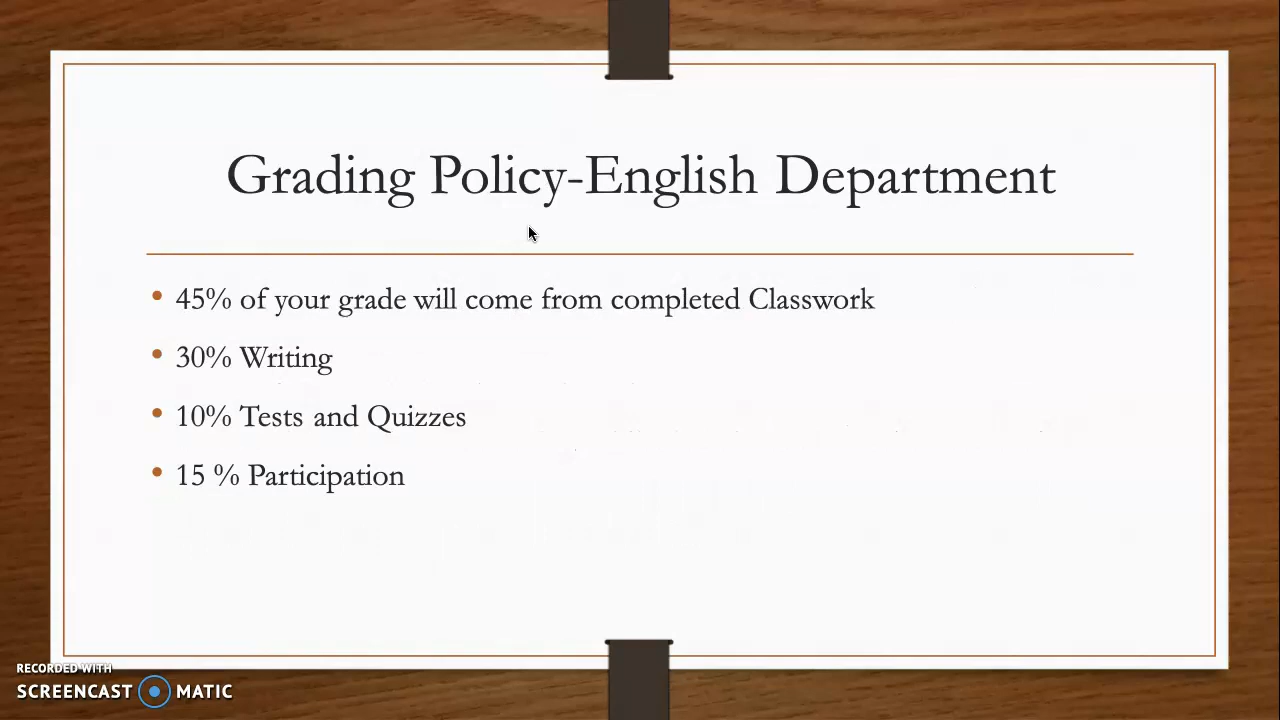 Grading Policy-English Department
45% of your grade will come from completed Classwork
30% Writing
10% Tests and Quizzes
15 % Participation
RECORDED WITH
SCREENCAST MATIC